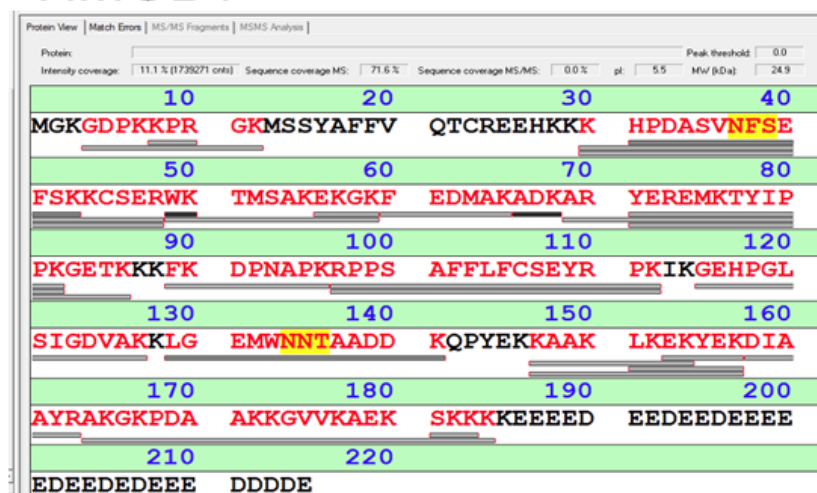 Protein View Match Errors MS/MS Fragments MSMS Analysis
Protein: Peak threshold: 0.0
Intensity coverage: 11.1 % (1739271 cnts) Sequence coverage MS: 71.6 % Sequence coverage MS/MS: 0.0 % pI: 5.5 MW (kDa): 24.9
10 20 30 40
MGKGDPKKPR GKMSSYAFFV QTCREEHKKK HPDASVNFSE
50 60 70 80
FSKKCSERWK TMSAKEKGKF EDMAKADKAR YEREMKTYIP
90 100 110 120
PKGETKKKFK DPNAPKRPPS AFFLFCSEYR PKIKGEHPGL
130 140 150 160
SIGDVAKKLG EMWNNTAADD KQPYEKKAAK LKEKYEKDIA
170 180 190 200
AYRAKGKPDA AKKGVVKAEK SKKKKEEEED EEDEEDEEEE
210 220
EDEEDEDEEE DDDDE